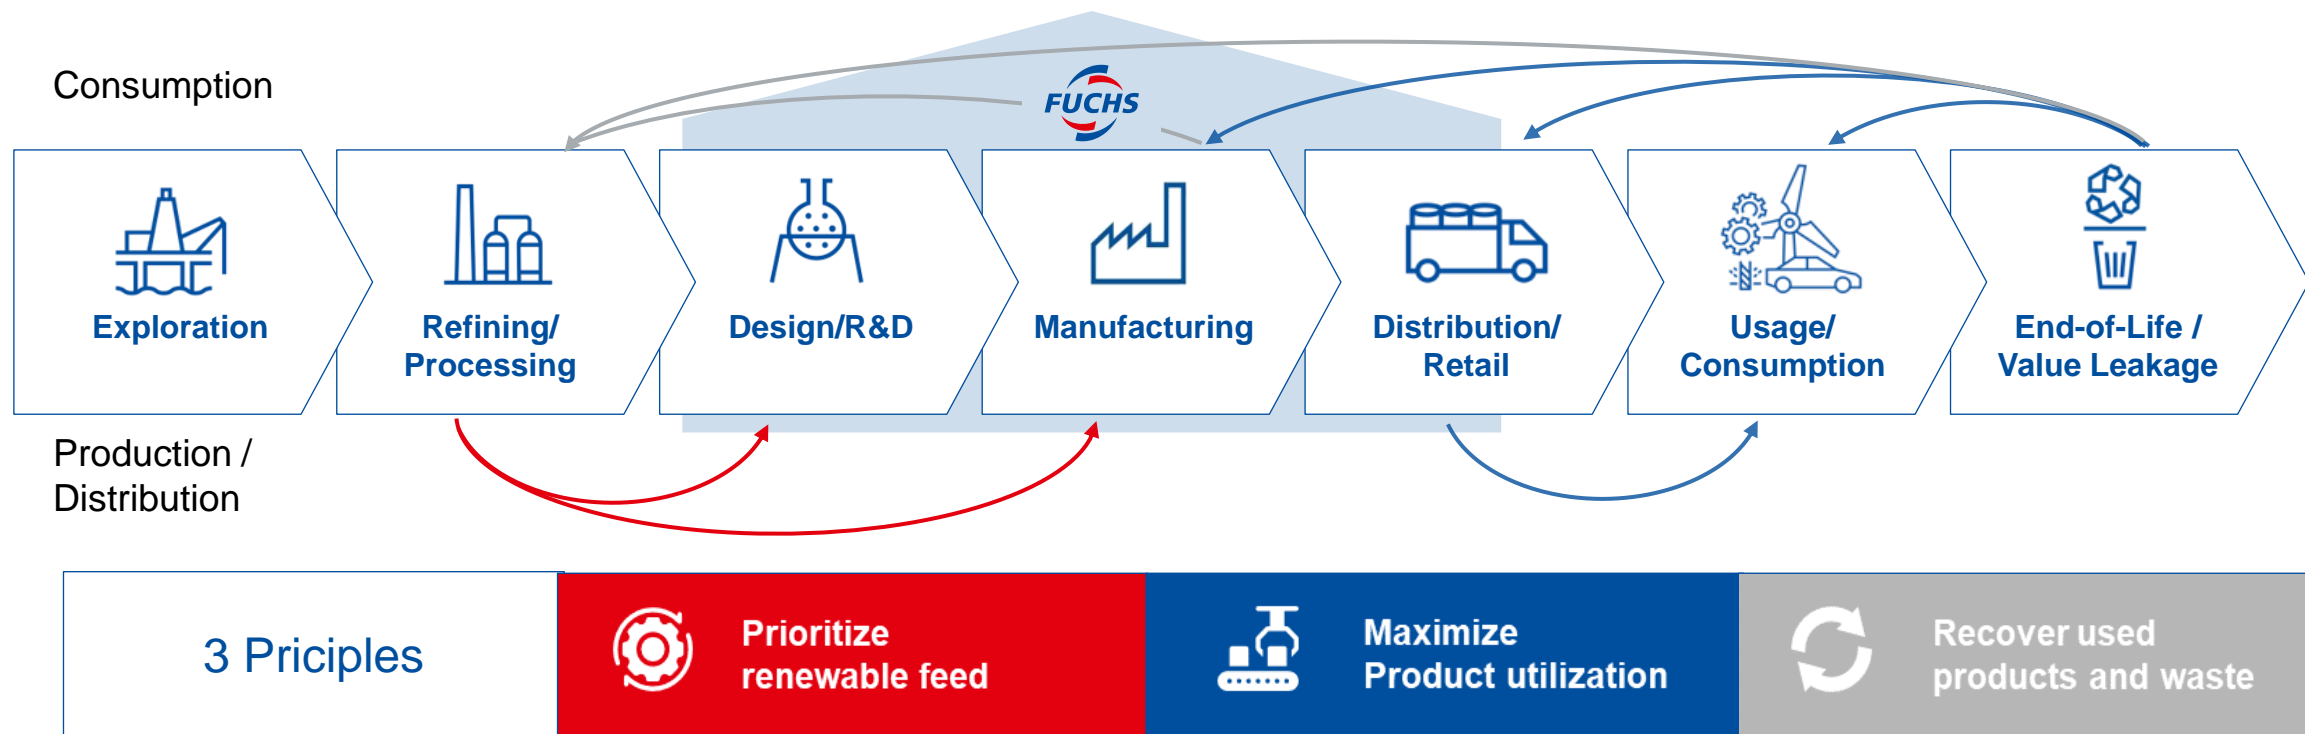 Consumption
FUCHS
Exploration
Refining/
Processing
Design/R&D
Manufacturing
Distribution/
Retail
Usage/
Consumption
End-of-Life /
Value Leakage
Production /
Distribution
3 Priciples
Prioritize
renewable feed
Maximize
Product utilization
Recover used
products and waste